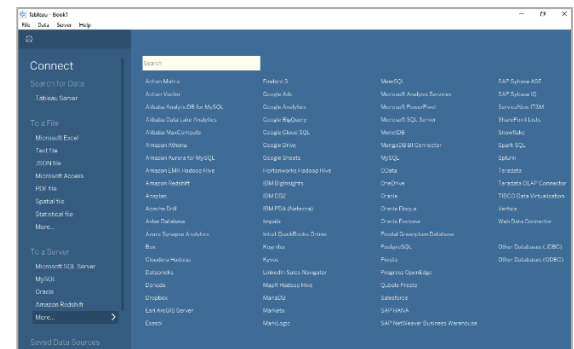 Tableau - Book1
File Data Server Help
Connect
Search for Data
Tableau Server
To a File
Microsoft Excel
Text file
JSON file
Microsoft Access
PDF file
Spatial file
Statistical file
More...
To a Server
Microsoft SQL Server
MySQL
Oracle
Amazon Redshift
More...
Saved Data Sources
Search
Actian Matrix
Actian Vector
Alibaba AnalyticDB for MySQL
Alibaba Data Lake Analytics
Alibaba MaxCompute
Amazon Athena
Amazon Aurora for MySQL
Amazon EMR Hadoop Hive
Amazon Redshift
Anaplan
Apache Drill
Aster Database
Azure Synapse Analytics
Box
Cloudera Hadoop
Databricks
Denodo
Dropbox
Esri ArcGIS Server
Exasol
Firebird 3
Google Ads
Google Analytics
Google BigQuery
Google Cloud SQL
Google Drive
Google Sheets
Hortonworks Hadoop Hive
IBM BigInsights
IBM DB2
IBM PDA (Netezza)
Impala
Intuit QuickBooks Online
Kognitio
Kyvos
LinkedIn Sales Navigator
MapR Hadoop Hive
MariaDB
Marketo
MarkLogic
MemSQL
Microsoft Analysis Services
Microsoft PowerPivot
Microsoft SQL Server
MonetDB
MongoDB BI Connector
MySQL
OData
OneDrive
Oracle
Oracle Eloqua
Oracle Essbase
Pivotal Greenplum Database
PostgreSQL
Presto
Progress OpenEdge
Qubole Presto
Salesforce
SAP HANA
SAP NetWeaver Business Warehouse
SAP Sybase ASE
SAP Sybase IQ
ServiceNow ITSM
SharePoint Lists
Snowflake
Spark SQL
Splunk
Teradata
Teradata OLAP Connector
TIBCO Data Virtualization
Vertica
Web Data Connector
Other Databases (JDBC)
Other Databases (ODBC)